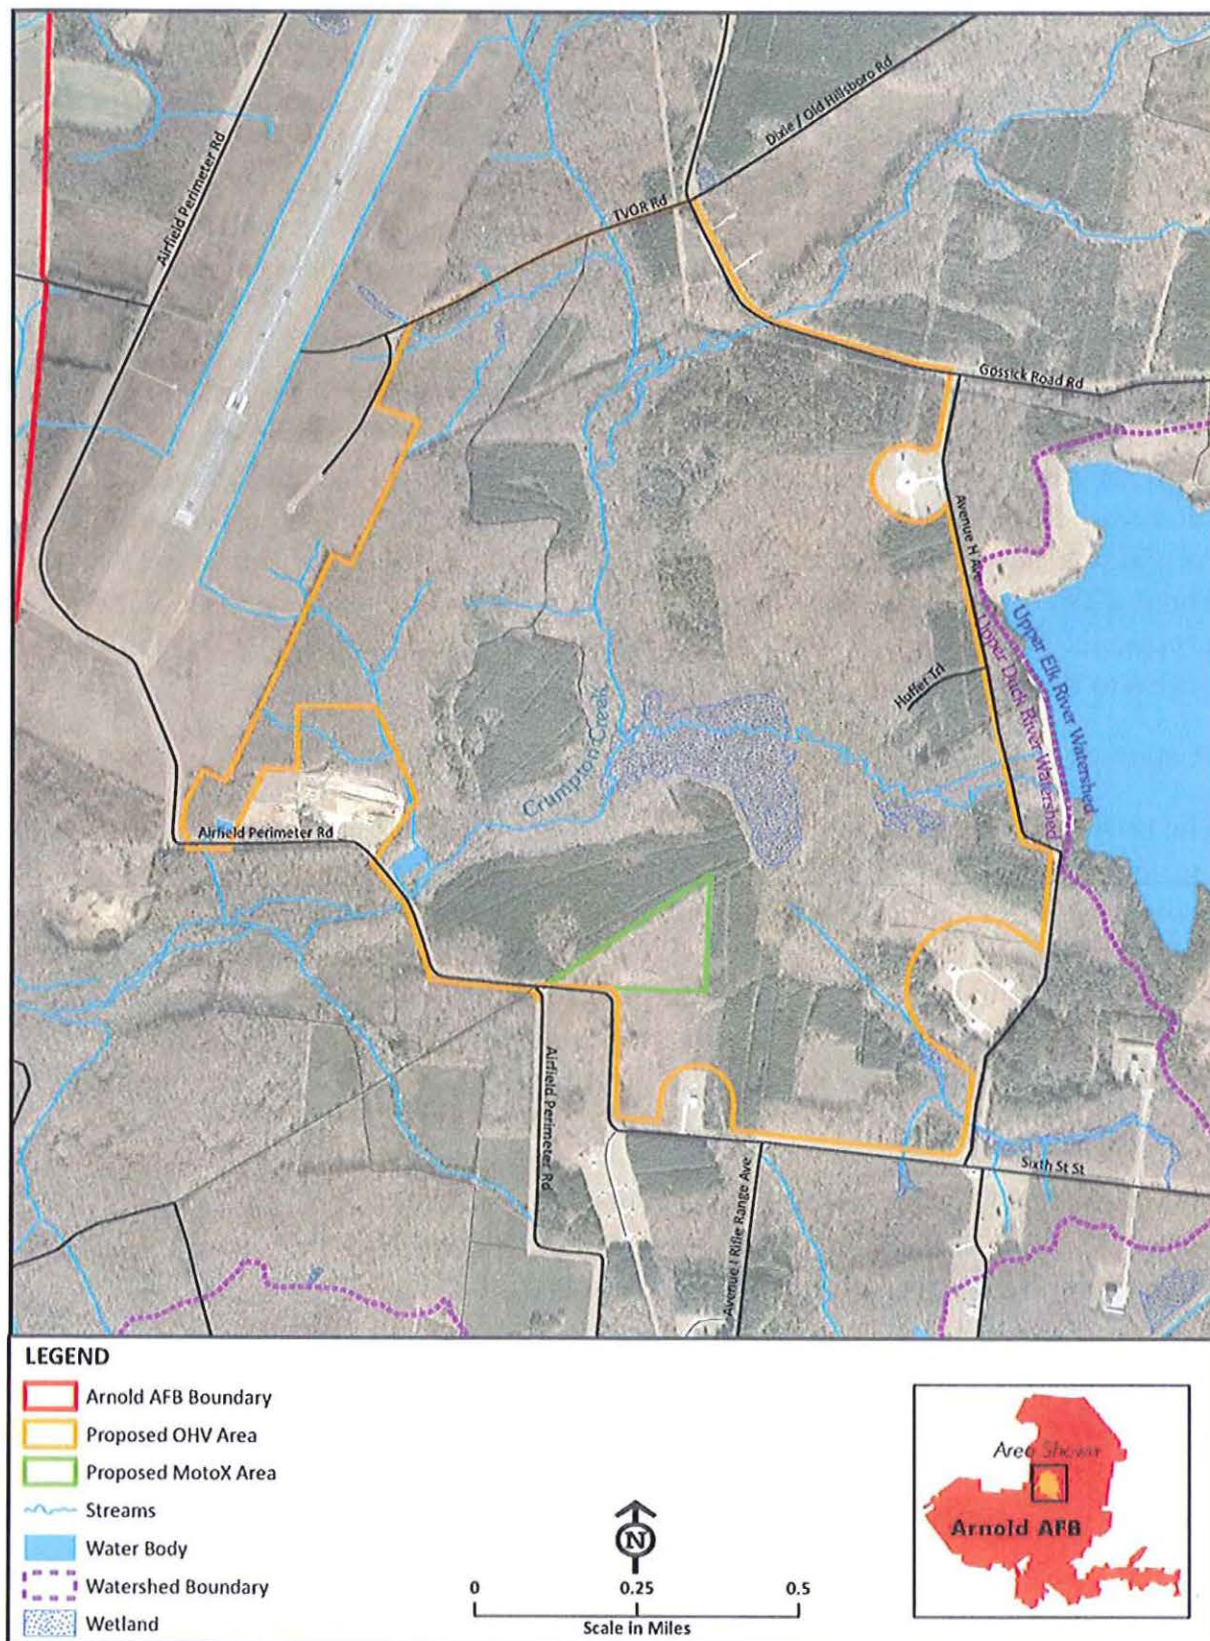 Dixie / Old Hillsboro Rd
Airfield Perimeter Rd
TVOR Rd
Gossick Road Rd
Avenue H Ave
Upper Elk River Watershed
Upper Duck River Watershed
Huffer Trl
Crumpton Creek
Airfield Perimeter Rd
Airfield Perimeter Rd
Avenue I Rifle Range Ave
Sixth St St
LEGEND
Arnold AFB Boundary
Proposed OHV Area
Proposed MotoX Area
Streams
Water Body
Watershed Boundary
Wetland
N
0 0.25 0.5
Scale in Miles
Area Shown
Arnold AFB